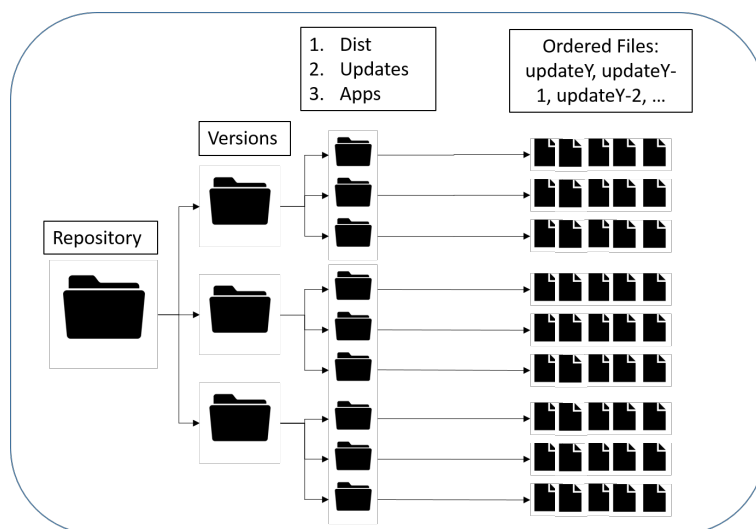 1. Dist
2. Updates
3. Apps
Ordered Files:
updateY, updateY-
1, updateY-2, ...
Versions
Repository